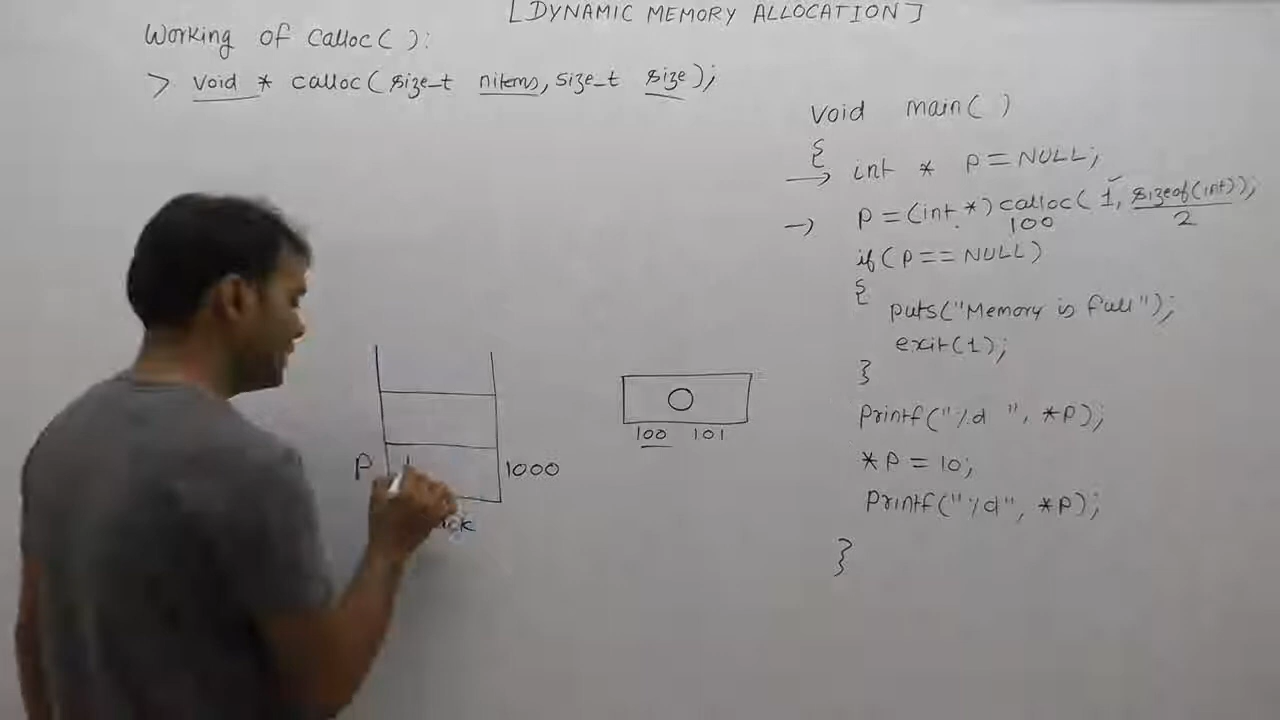 [DYNAMIC MEMORY ALLOCATION]
Working of calloc( ):
> void * calloc(size_t nitems, size_t size);
void main( )
{
→ int * p = NULL;
→ p = (int *) calloc( 1, sizeof(int));
100 2
if(p == NULL)
{
puts("Memory is full");
exit(1);
}
printf("%d ", *p);
*p = 10;
printf("%d", *p);
}
0
100 101
p 1000